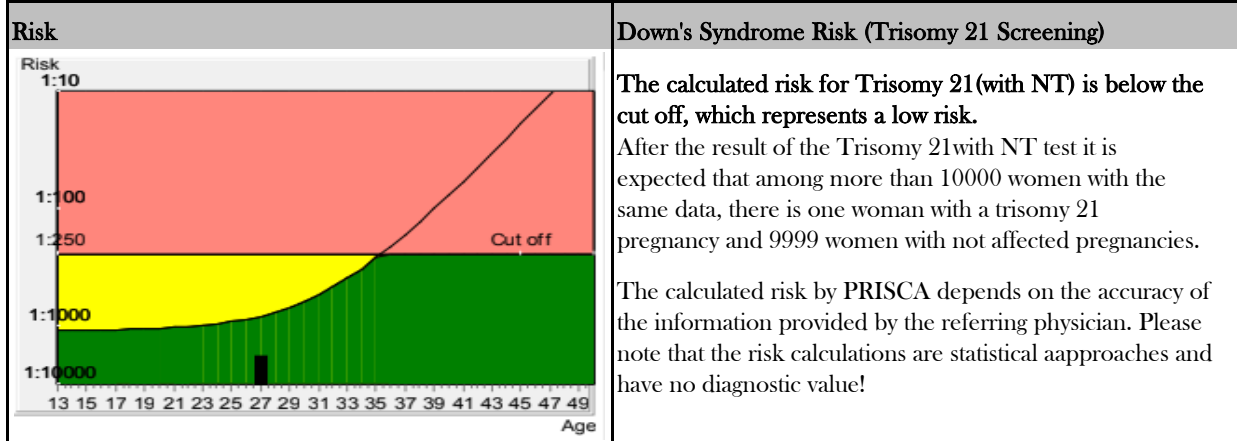 Risk
Risk
1:10
1:100
1:250
Cut off
1:1000
1:10000
13 15 17 19 21 23 25 27 29 31 33 35 37 39 41 43 45 47 49
Age
Down's Syndrome Risk (Trisomy 21 Screening)
The calculated risk for Trisomy 21(with NT) is below the
cut off, which represents a low risk.
After the result of the Trisomy 21with NT test it is
expected that among more than 10000 women with the
same data, there is one woman with a trisomy 21
pregnancy and 9999 women with not affected pregnancies.
The calculated risk by PRISCA depends on the accuracy of
the information provided by the referring physician. Please
note that the risk calculations are statistical aapproaches and
have no diagnostic value!